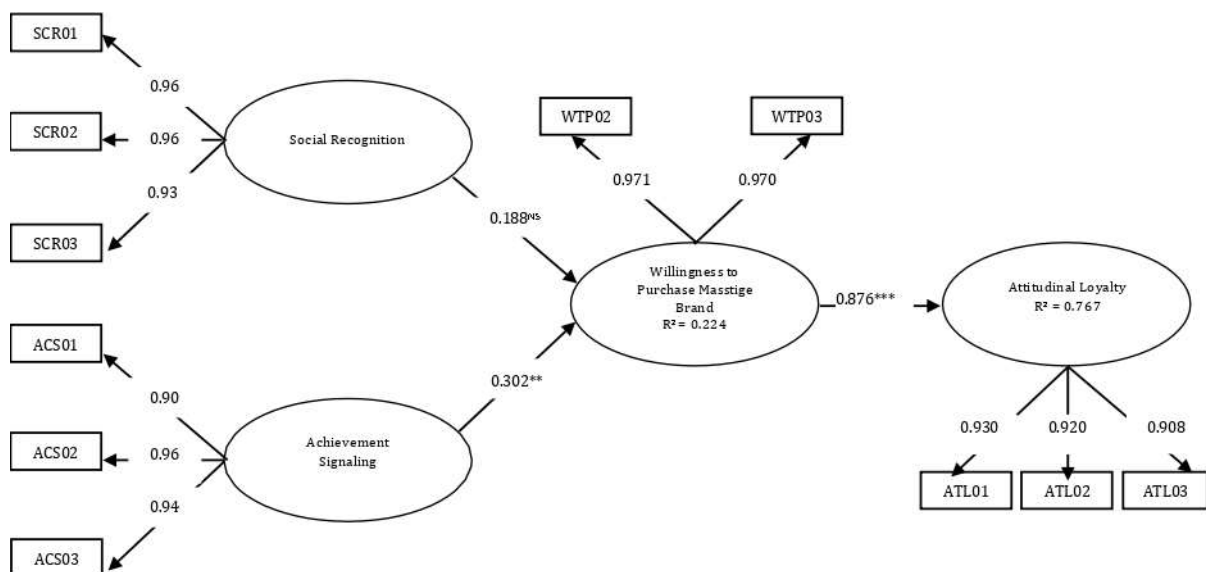 SCR01
0.96
SCR02
0.96
0.93
SCR03
Social Recognition
WTP02
WTP03
0.971
0.970
0.188ᴺˢ
Willingness to
Purchase Masstige
Brand
R² = 0.224
0.876***
Attitudinal Loyalty
R² = 0.767
ACS01
0.90
ACS02
0.96
0.94
ACS03
Achievement
Signaling
0.302**
0.930
0.920
0.908
ATL01
ATL02
ATL03